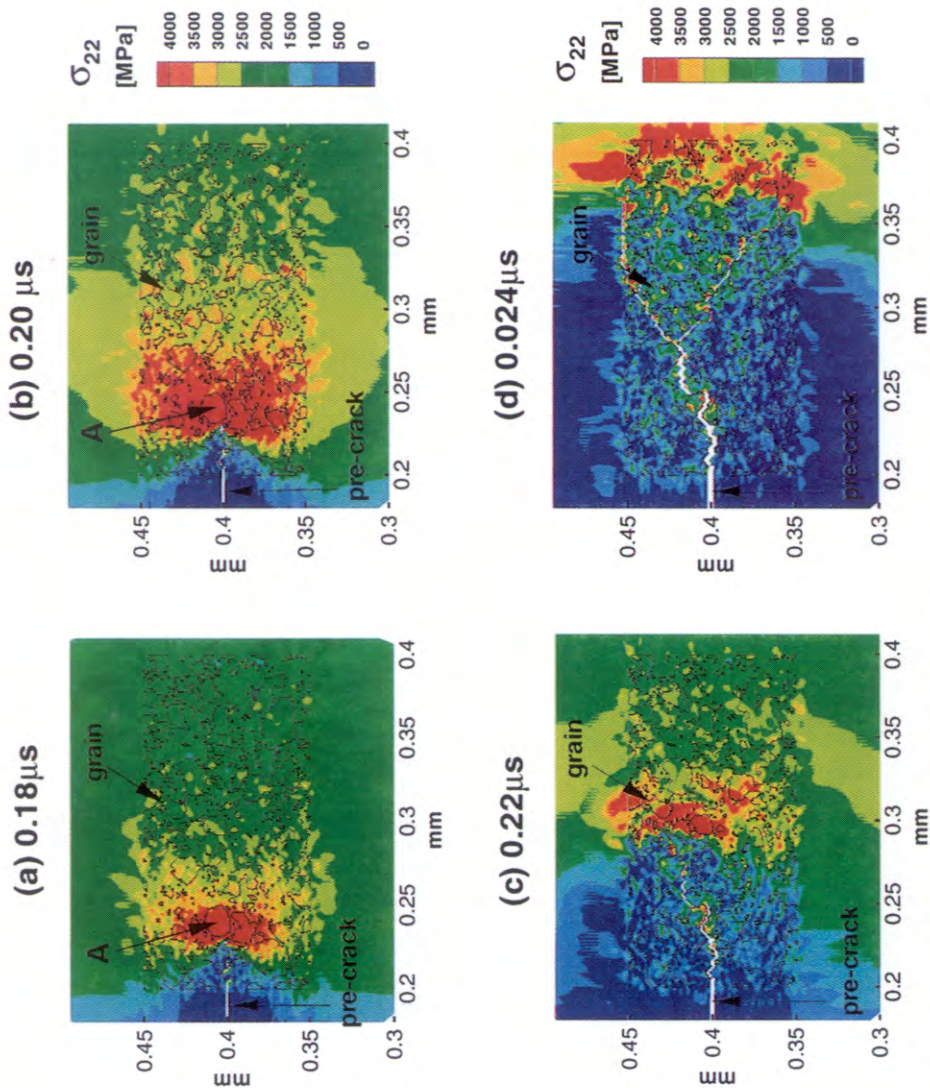 (a) 0.18μs
A
grain
pre-crack
0.45
0.4
0.35
0.3
mm
0.2
0.25
0.3
0.35
0.4
mm
(b) 0.20 μs
A
grain
pre-crack
0.45
0.4
0.35
0.3
mm
0.2
0.25
0.3
0.35
0.4
mm
σ22
[MPa]
4000
3500
3000
2500
2000
1500
1000
500
0
(c) 0.22μs
grain
pre-crack
0.45
0.4
0.35
0.3
mm
0.2
0.25
0.3
0.35
0.4
mm
(d) 0.024μs
grain
pre-crack
0.45
0.4
0.35
0.3
mm
0.2
0.25
0.3
0.35
0.4
mm
σ22
[MPa]
4000
3500
3000
2500
2000
1500
1000
500
0